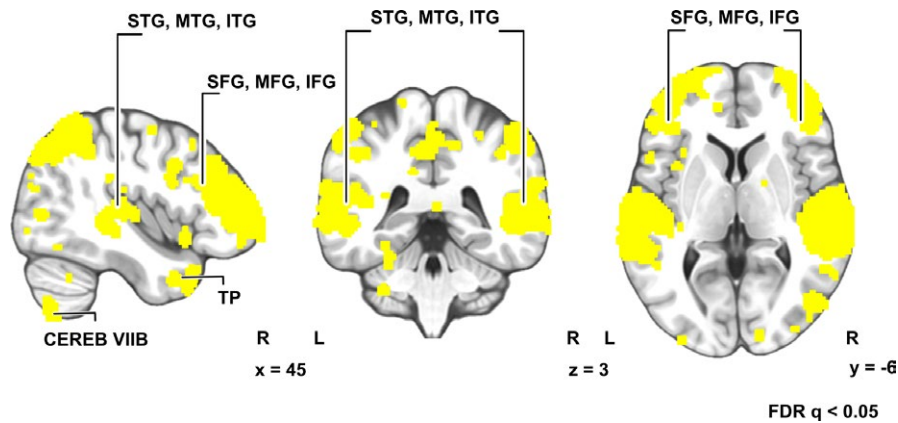 STG, MTG, ITG
STG, MTG, ITG
SFG, MFG, IFG
SFG, MFG, IFG
TP
CEREB VIIB
R
L
R
L
R
x = 45
z = 3
y = -6
FDR q < 0.05